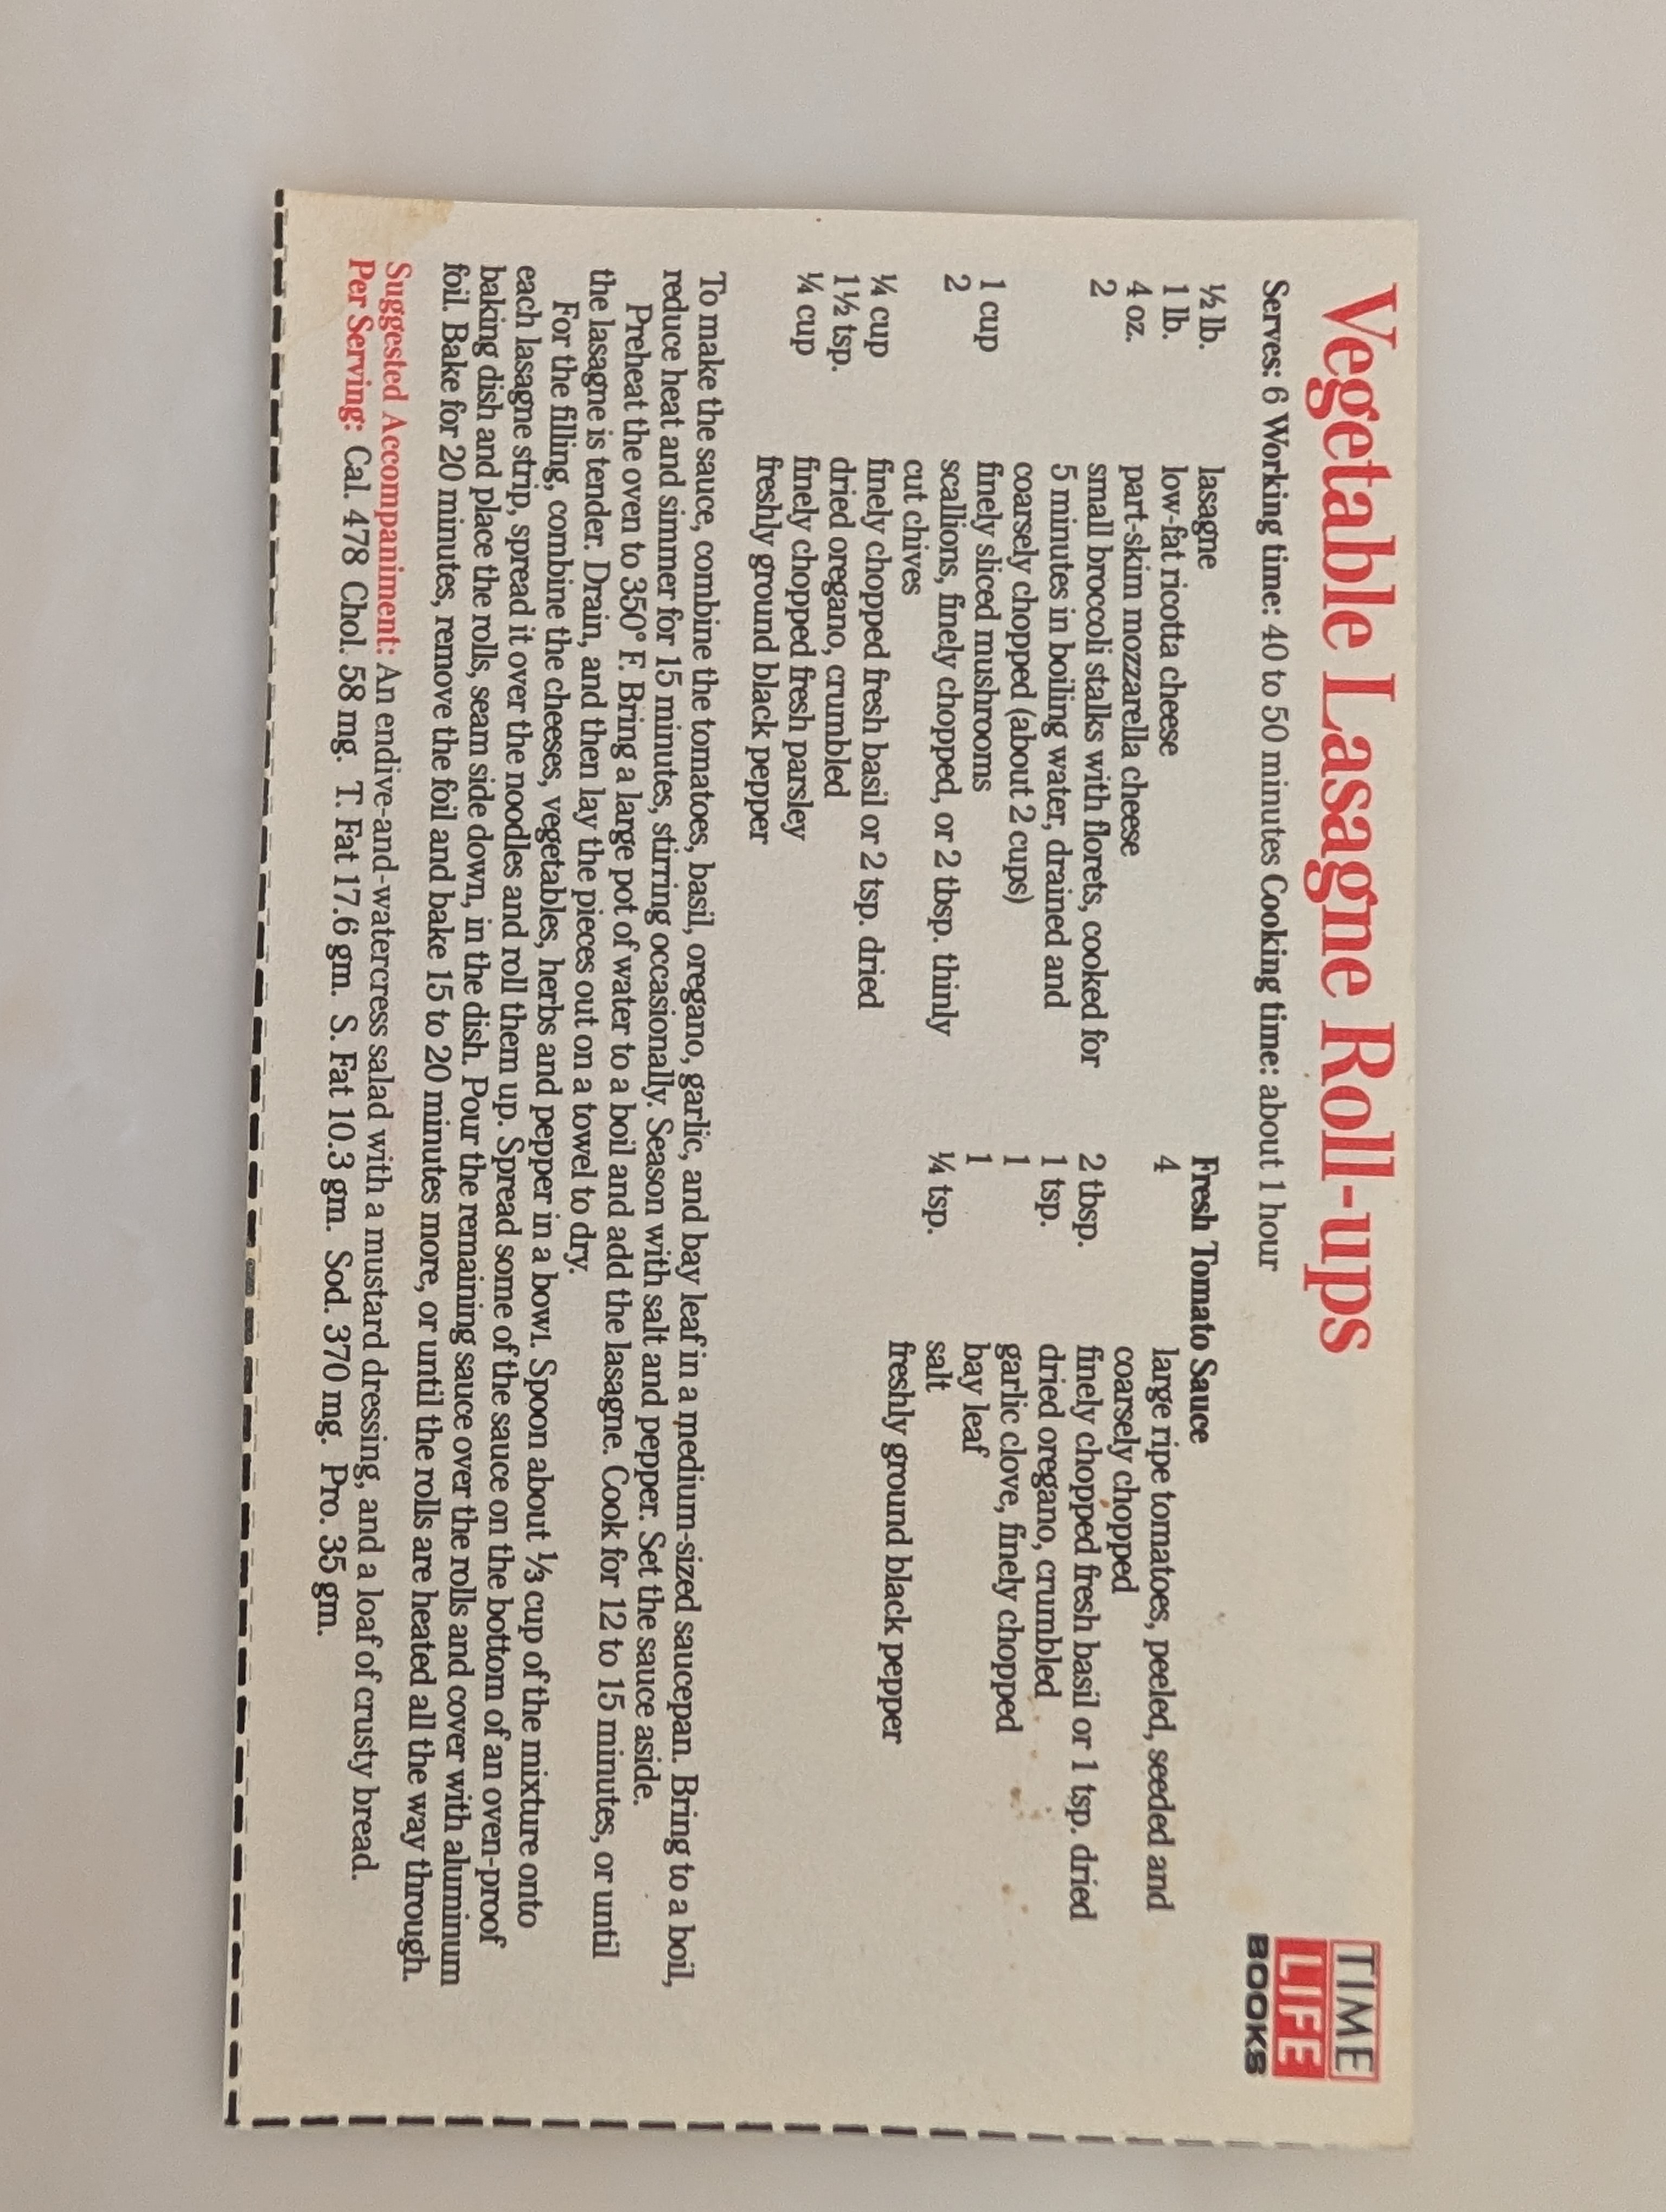 Vegetable Lasagne Roll-ups
TIME
LIFE
BOOKS
Serves: 6 Working time: 40 to 50 minutes Cooking time: about 1 hour
½ lb. lasagne
1 lb. low-fat ricotta cheese
4 oz. part-skim mozzarella cheese
2 small broccoli stalks with florets, cooked for
5 minutes in boiling water, drained and
coarsely chopped (about 2 cups)
1 cup finely sliced mushrooms
2 scallions, finely chopped, or 2 tbsp. thinly
cut chives
¼ cup finely chopped fresh basil or 2 tsp. dried
1½ tsp. dried oregano, crumbled
¼ cup finely chopped fresh parsley
freshly ground black pepper
Fresh Tomato Sauce
4 large ripe tomatoes, peeled, seeded and
coarsely chopped
2 tbsp. finely chopped fresh basil or 1 tsp. dried
1 tsp. dried oregano, crumbled
1 garlic clove, finely chopped
1 bay leaf
¼ tsp. salt
freshly ground black pepper
To make the sauce, combine the tomatoes, basil, oregano, garlic, and bay leaf in a medium-sized saucepan. Bring to a boil,
reduce heat and simmer for 15 minutes, stirring occasionally. Season with salt and pepper. Set the sauce aside.
Preheat the oven to 350° F. Bring a large pot of water to a boil and add the lasagne. Cook for 12 to 15 minutes, or until
the lasagne is tender. Drain, and then lay the pieces out on a towel to dry.
For the filling, combine the cheeses, vegetables, herbs and pepper in a bowl. Spoon about ⅓ cup of the mixture onto
each lasagne strip, spread it over the noodles and roll them up. Spread some of the sauce on the bottom of an oven-proof
baking dish and place the rolls, seam side down, in the dish. Pour the remaining sauce over the rolls and cover with aluminum
foil. Bake for 20 minutes, remove the foil and bake 15 to 20 minutes more, or until the rolls are heated all the way through.
Suggested Accompaniment: An endive-and-watercress salad with a mustard dressing, and a loaf of crusty bread.
Per Serving: Cal. 478 Chol. 58 mg. T. Fat 17.6 gm. S. Fat 10.3 gm. Sod. 370 mg. Pro. 35 gm.